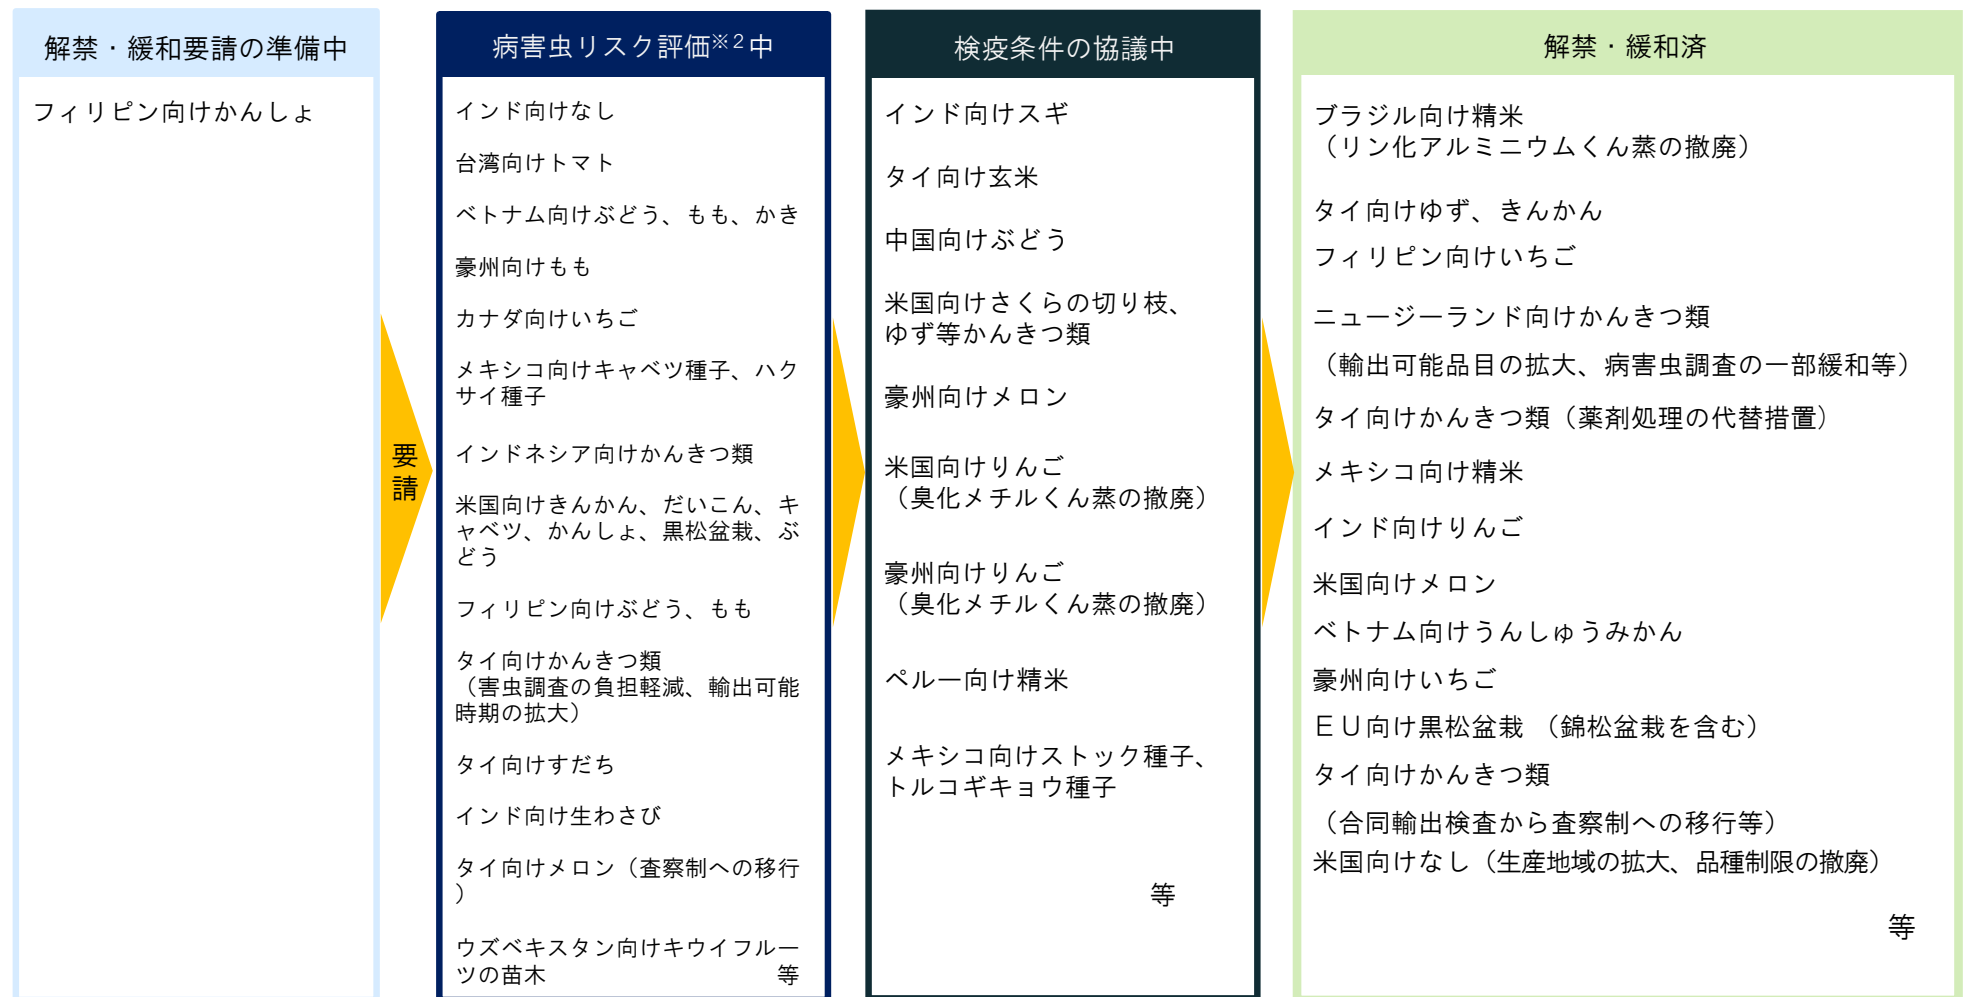 解禁・緩和要請の準備中
フィリピン向けかんしょ
要
請
病害虫リスク評価※2中
インド向けなし
台湾向けトマト
ベトナム向けぶどう、もも、かき
豪州向けもも
カナダ向けいちご
メキシコ向けキャベツ種子、ハク
サイ種子
インドネシア向けかんきつ類
米国向けきんかん、だいこん、キ
ャベツ、かんしょ、黒松盆栽、ぶ
どう
フィリピン向けぶどう、もも
タイ向けかんきつ類
（害虫調査の負担軽減、輸出可能
時期の拡大）
タイ向けすだち
インド向け生わさび
タイ向けメロン（査察制への移行
）
ウズベキスタン向けキウイフルー
ツの苗木 等
検疫条件の協議中
インド向けスギ
タイ向け玄米
中国向けぶどう
米国向けさくらの切り枝、
ゆず等かんきつ類
豪州向けメロン
米国向けりんご
（臭化メチルくん蒸の撤廃）
豪州向けりんご
（臭化メチルくん蒸の撤廃）
ペルー向け精米
メキシコ向けストック種子、
トルコギキョウ種子
等
解禁・緩和済
ブラジル向け精米
（リン化アルミニウムくん蒸の撤廃）
タイ向けゆず、きんかん
フィリピン向けいちご
ニュージーランド向けかんきつ類
（輸出可能品目の拡大、病害虫調査の一部緩和等）
タイ向けかんきつ類（薬剤処理の代替措置）
メキシコ向け精米
インド向けりんご
米国向けメロン
ベトナム向けうんしゅうみかん
豪州向けいちご
ＥＵ向け黒松盆栽 （錦松盆栽を含む）
タイ向けかんきつ類
（合同輸出検査から査察制への移行等）
米国向けなし（生産地域の拡大、品種制限の撤廃）
等